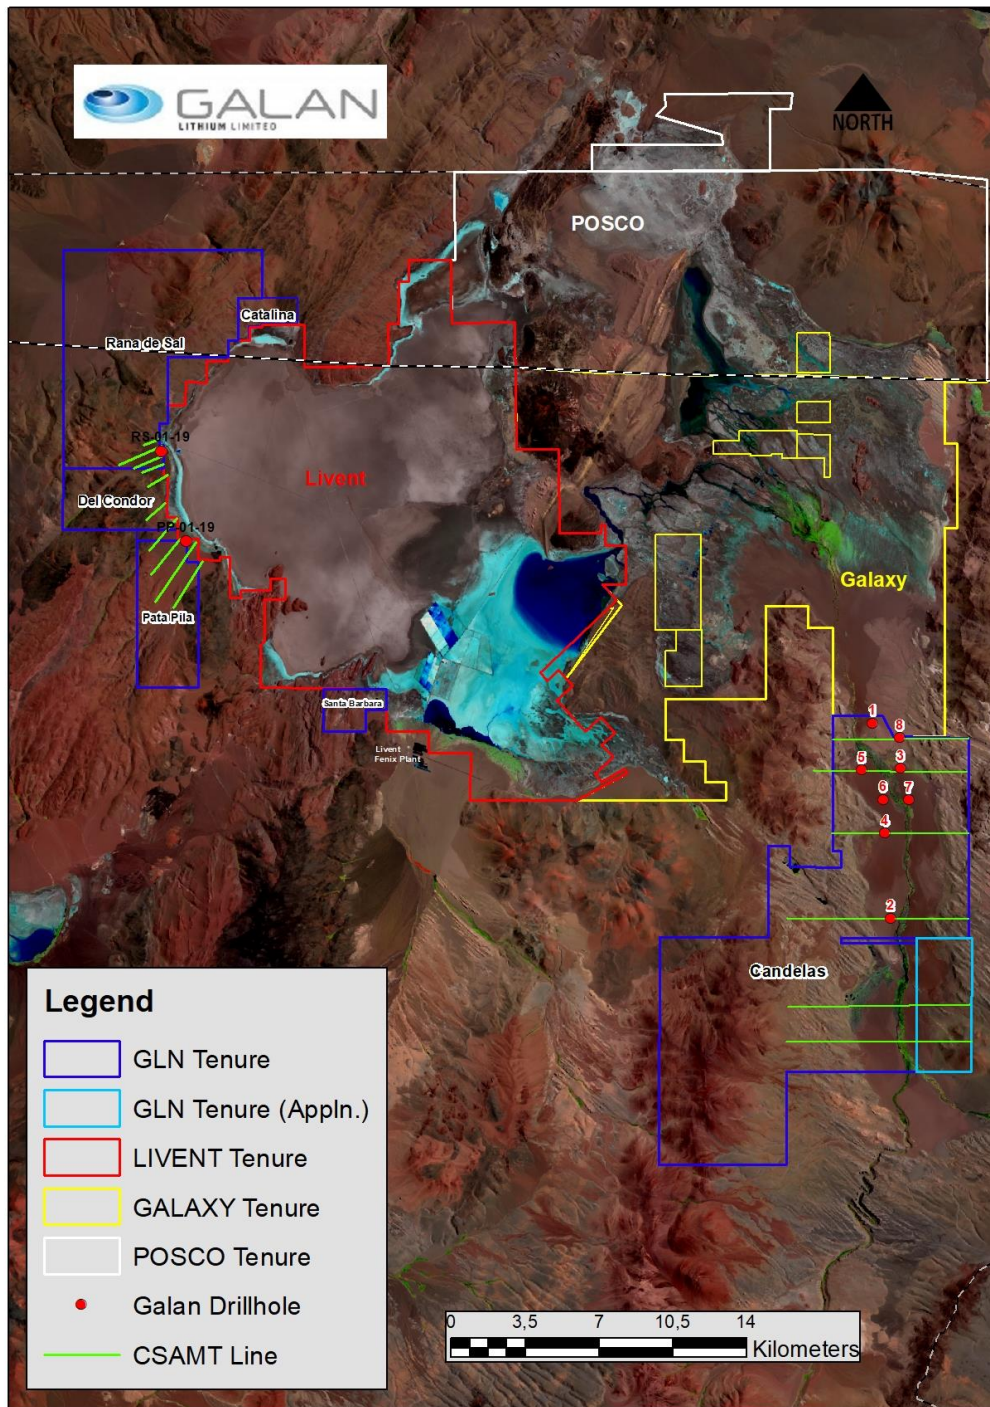 GALAN
LITHIUM LIMITED
NORTH
POSCO
Catalina
Rana de Sal
RS-01-19
Livent
Del Condor
PP-01-19
Galaxy
Pata Pila
Santa Barbara
1
8
Livent
Fenix Plant
5
3
6
7
4
2
Candelas
Legend
GLN Tenure
GLN Tenure (Appln.)
LIVENT Tenure
GALAXY Tenure
POSCO Tenure
Galan Drillhole
CSAMT Line
0 3,5 7 10,5 14
Kilometers